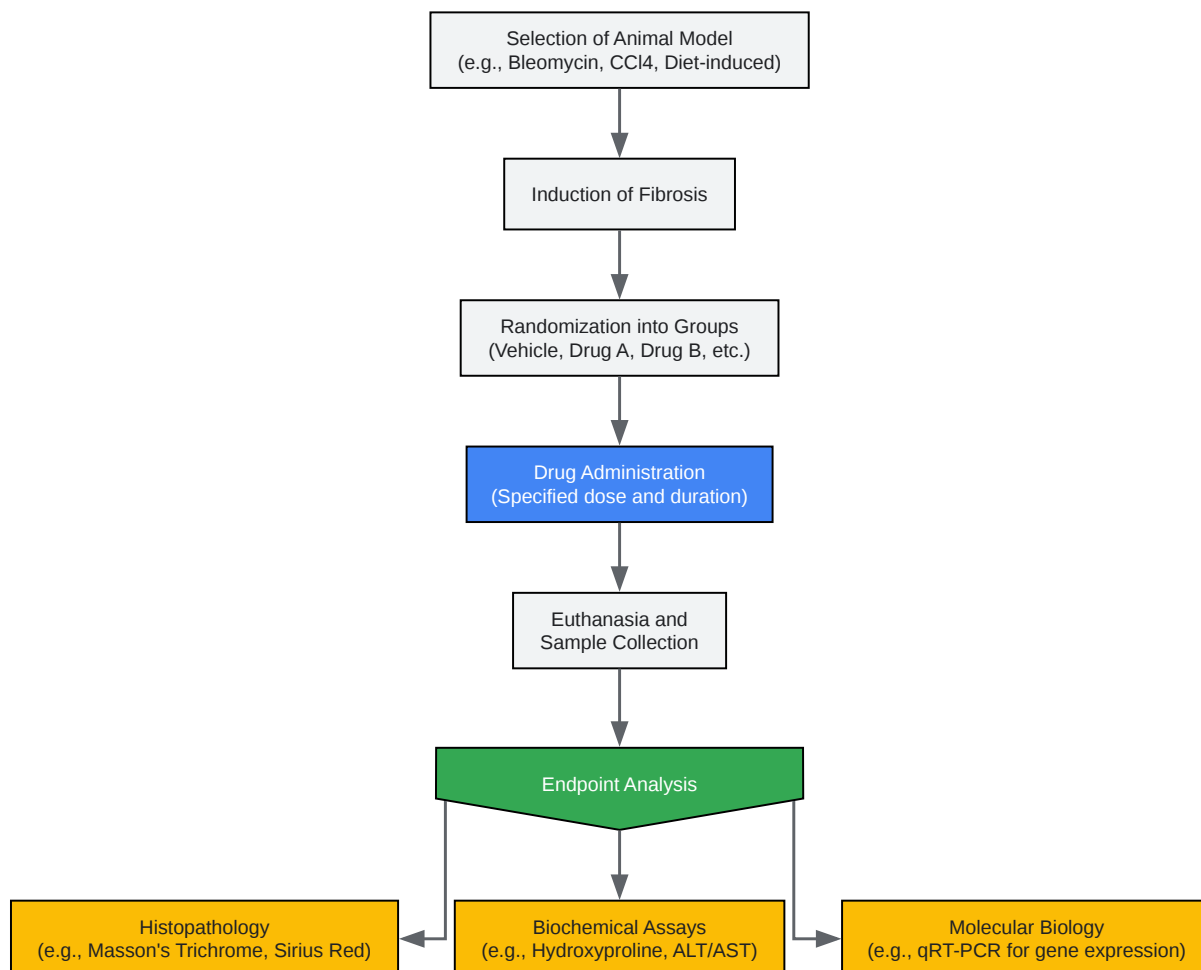 Selection of Animal Model
(e.g., Bleomycin, CCl4, Diet-induced)
Induction of Fibrosis
Randomization into Groups
(Vehicle, Drug A, Drug B, etc.)
Drug Administration
(Specified dose and duration)
Euthanasia and
Sample Collection
Endpoint Analysis
Histopathology
(e.g., Masson's Trichrome, Sirius Red)
Biochemical Assays
(e.g., Hydroxyproline, ALT/AST)
Molecular Biology
(e.g., qRT-PCR for gene expression)